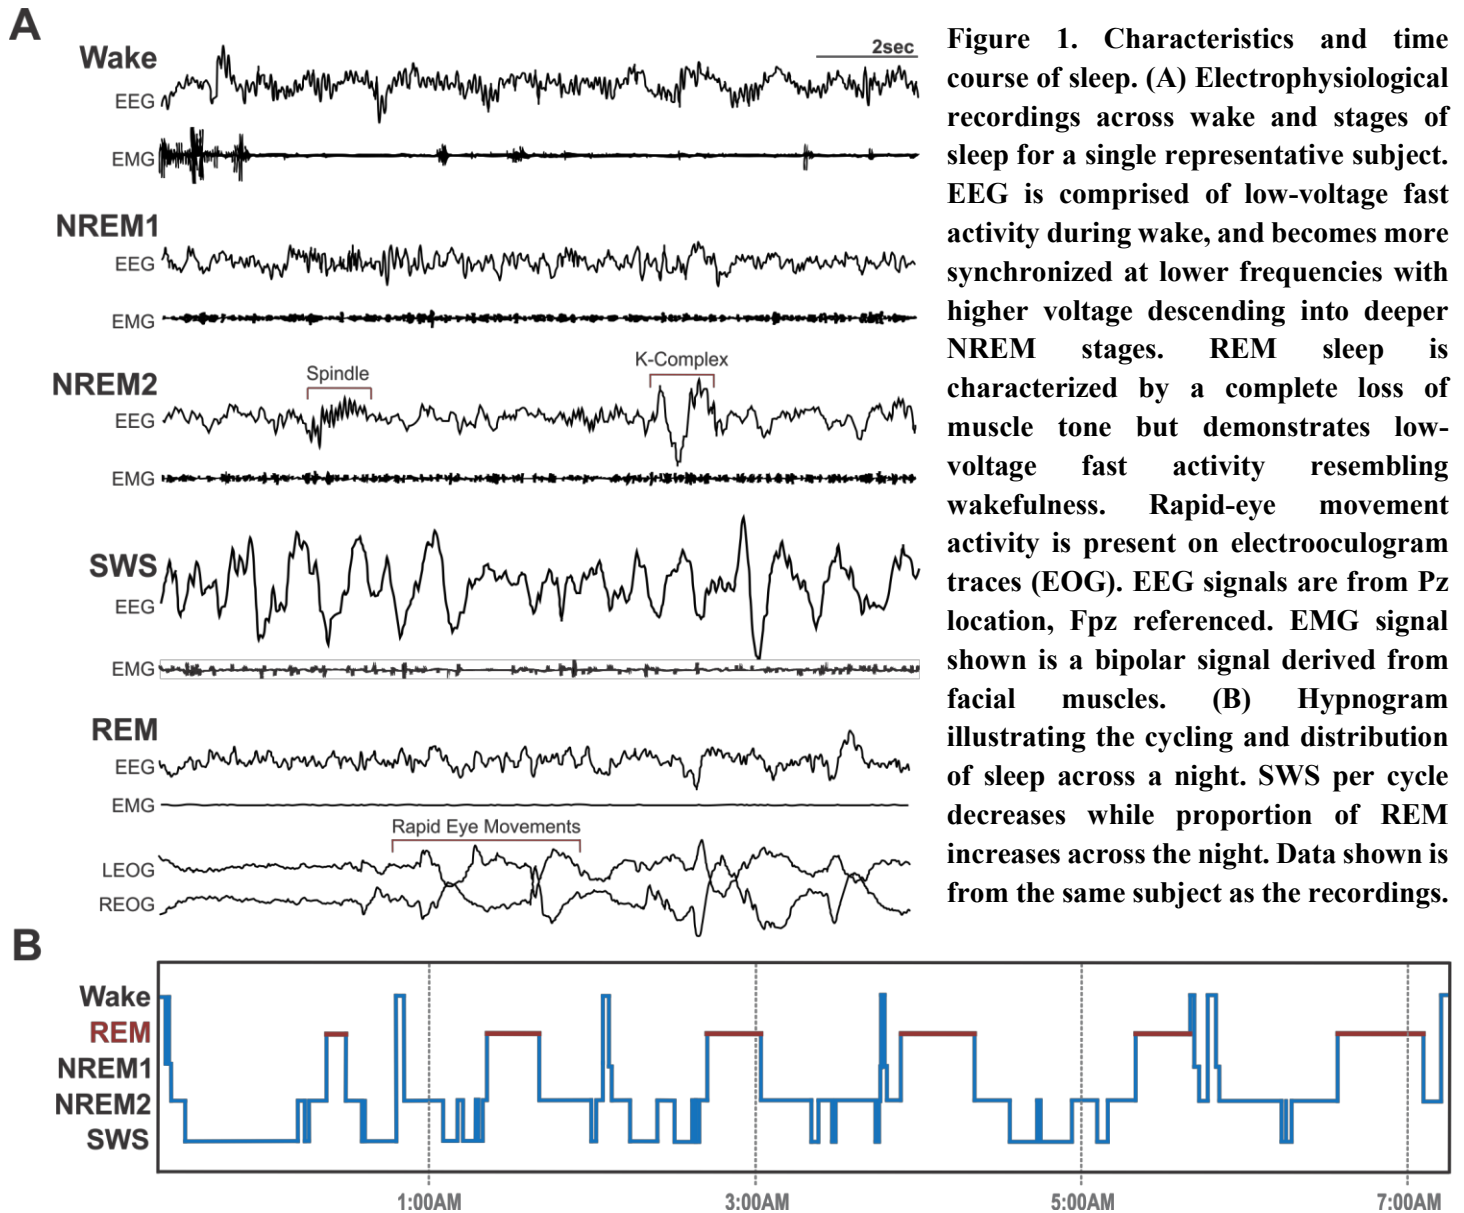 A
Wake
2sec
EEG
EMG
NREM1
EEG
EMG
NREM2
Spindle
K-Complex
EEG
EMG
SWS
EEG
EMG
REM
EEG
EMG
Rapid Eye Movements
LEOG
REOG
Figure 1. Characteristics and time
course of sleep. (A) Electrophysiological
recordings across wake and stages of
sleep for a single representative subject.
EEG is comprised of low-voltage fast
activity during wake, and becomes more
synchronized at lower frequencies with
higher voltage descending into deeper
NREM stages. REM sleep is
characterized by a complete loss of
muscle tone but demonstrates low-
voltage fast activity resembling
wakefulness. Rapid-eye movement
activity is present on electrooculogram
traces (EOG). EEG signals are from Pz
location, Fpz referenced. EMG signal
shown is a bipolar signal derived from
facial muscles. (B) Hypnogram
illustrating the cycling and distribution
of sleep across a night. SWS per cycle
decreases while proportion of REM
increases across the night. Data shown is
from the same subject as the recordings.
B
Wake
REM
NREM1
NREM2
SWS
1:00AM 3:00AM 5:00AM 7:00AM